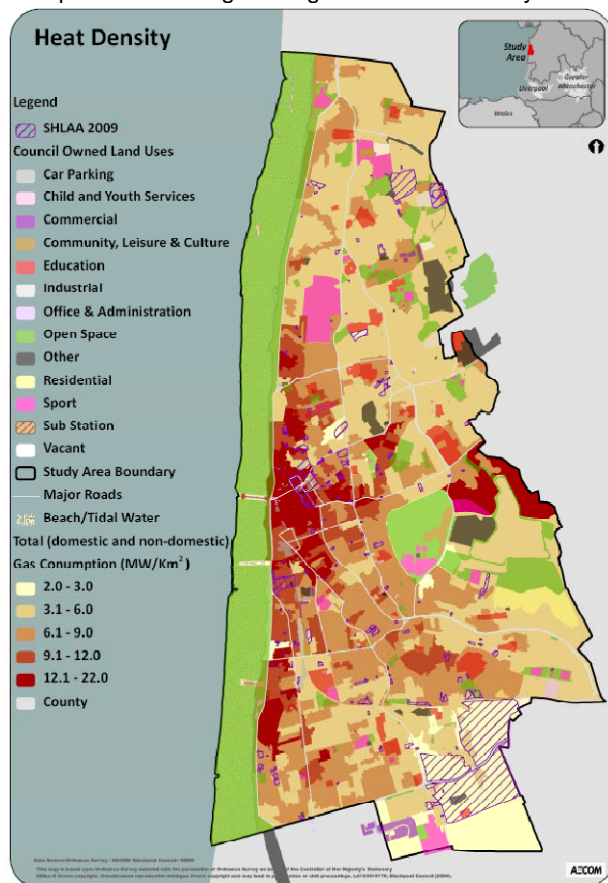 Heat Density
Study
Area
Greater
Manchester
Liverpool
Wales
Legend
SHLAA 2009
Council Owned Land Uses
Car Parking
Child and Youth Services
Commercial
Community, Leisure & Culture
Education
Industrial
Office & Administration
Open Space
Other
Residential
Sport
Sub Station
Vacant
Study Area Boundary
Major Roads
Beach/Tidal Water
Total (domestic and non-domestic)
Gas Conumption (MW/Km²)
2.0 - 3.0
3.1 - 6.0
6.1 - 9.0
9.1 - 12.0
12.1 - 22.0
County
AECOM